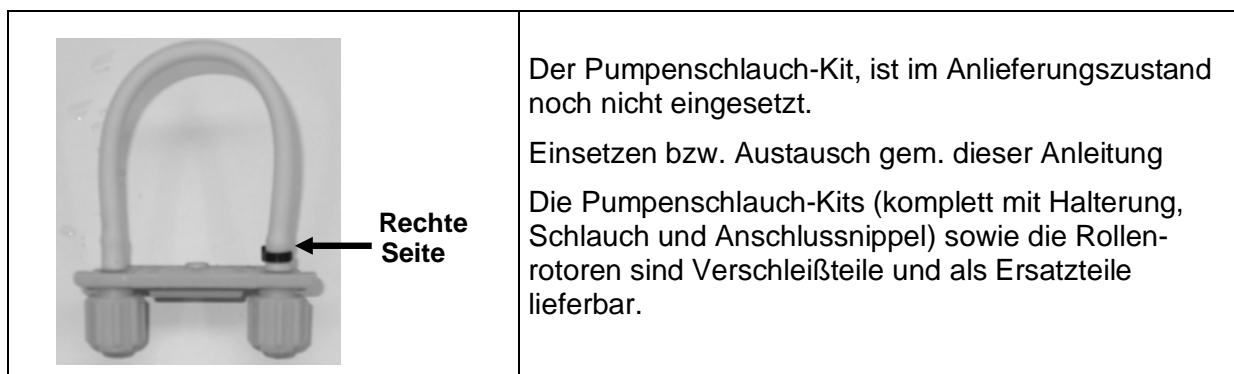 Rechte
Seite
Der Pumpenschlauch-Kit, ist im Anlieferungszustand
noch nicht eingesetzt.
Einsetzen bzw. Austausch gem. dieser Anleitung
Die Pumpenschlauch-Kits (komplett mit Halterung,
Schlauch und Anschlussnippel) sowie die Rollen-
rotoren sind Verschleißteile und als Ersatzteile
lieferbar.